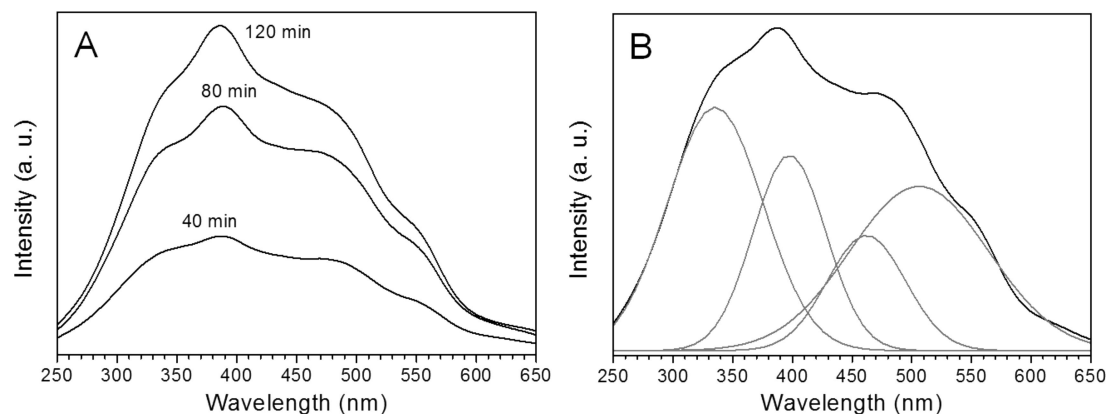 A
120 min
80 min
40 min
Intensity (a. u.)
250 300 350 400 450 500 550 600 650
Wavelength (nm)
B
Intensity (a. u.)
250 300 350 400 450 500 550 600 650
Wavelength (nm)